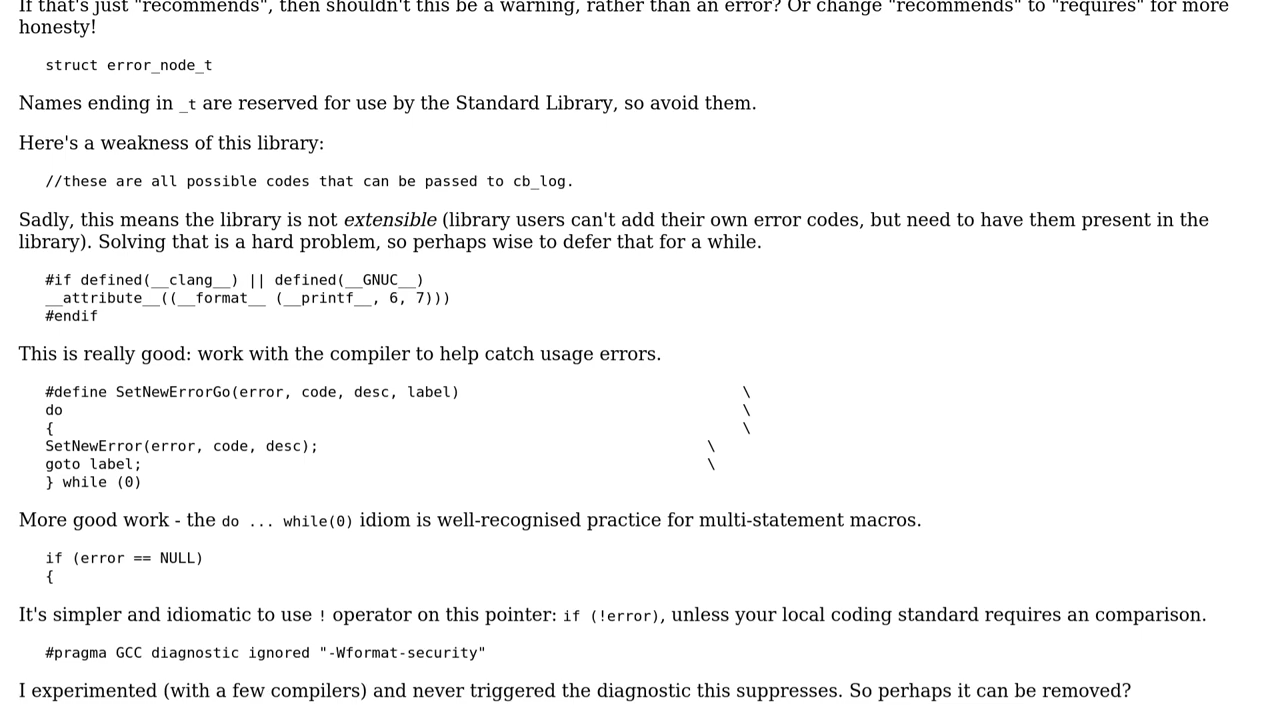 If that's just "recommends", then shouldn't this be a warning, rather than an error? Or change "recommends" to "requires" for more
honesty!
struct error_node_t
Names ending in _t are reserved for use by the Standard Library, so avoid them.
Here's a weakness of this library:
//these are all possible codes that can be passed to cb_log.
Sadly, this means the library is not extensible (library users can't add their own error codes, but need to have them present in the
library). Solving that is a hard problem, so perhaps wise to defer that for a while.
#if defined(__clang__) || defined(__GNUC__)
__attribute__((__format__ (__printf__, 6, 7)))
#endif
This is really good: work with the compiler to help catch usage errors.
#define SetNewErrorGo(error, code, desc, label) \
do \
{ \
SetNewError(error, code, desc); \
goto label; \
} while (0)
More good work - the do ... while(0) idiom is well-recognised practice for multi-statement macros.
if (error == NULL)
{
It's simpler and idiomatic to use ! operator on this pointer: if (!error), unless your local coding standard requires an comparison.
#pragma GCC diagnostic ignored "-Wformat-security"
I experimented (with a few compilers) and never triggered the diagnostic this suppresses. So perhaps it can be removed?